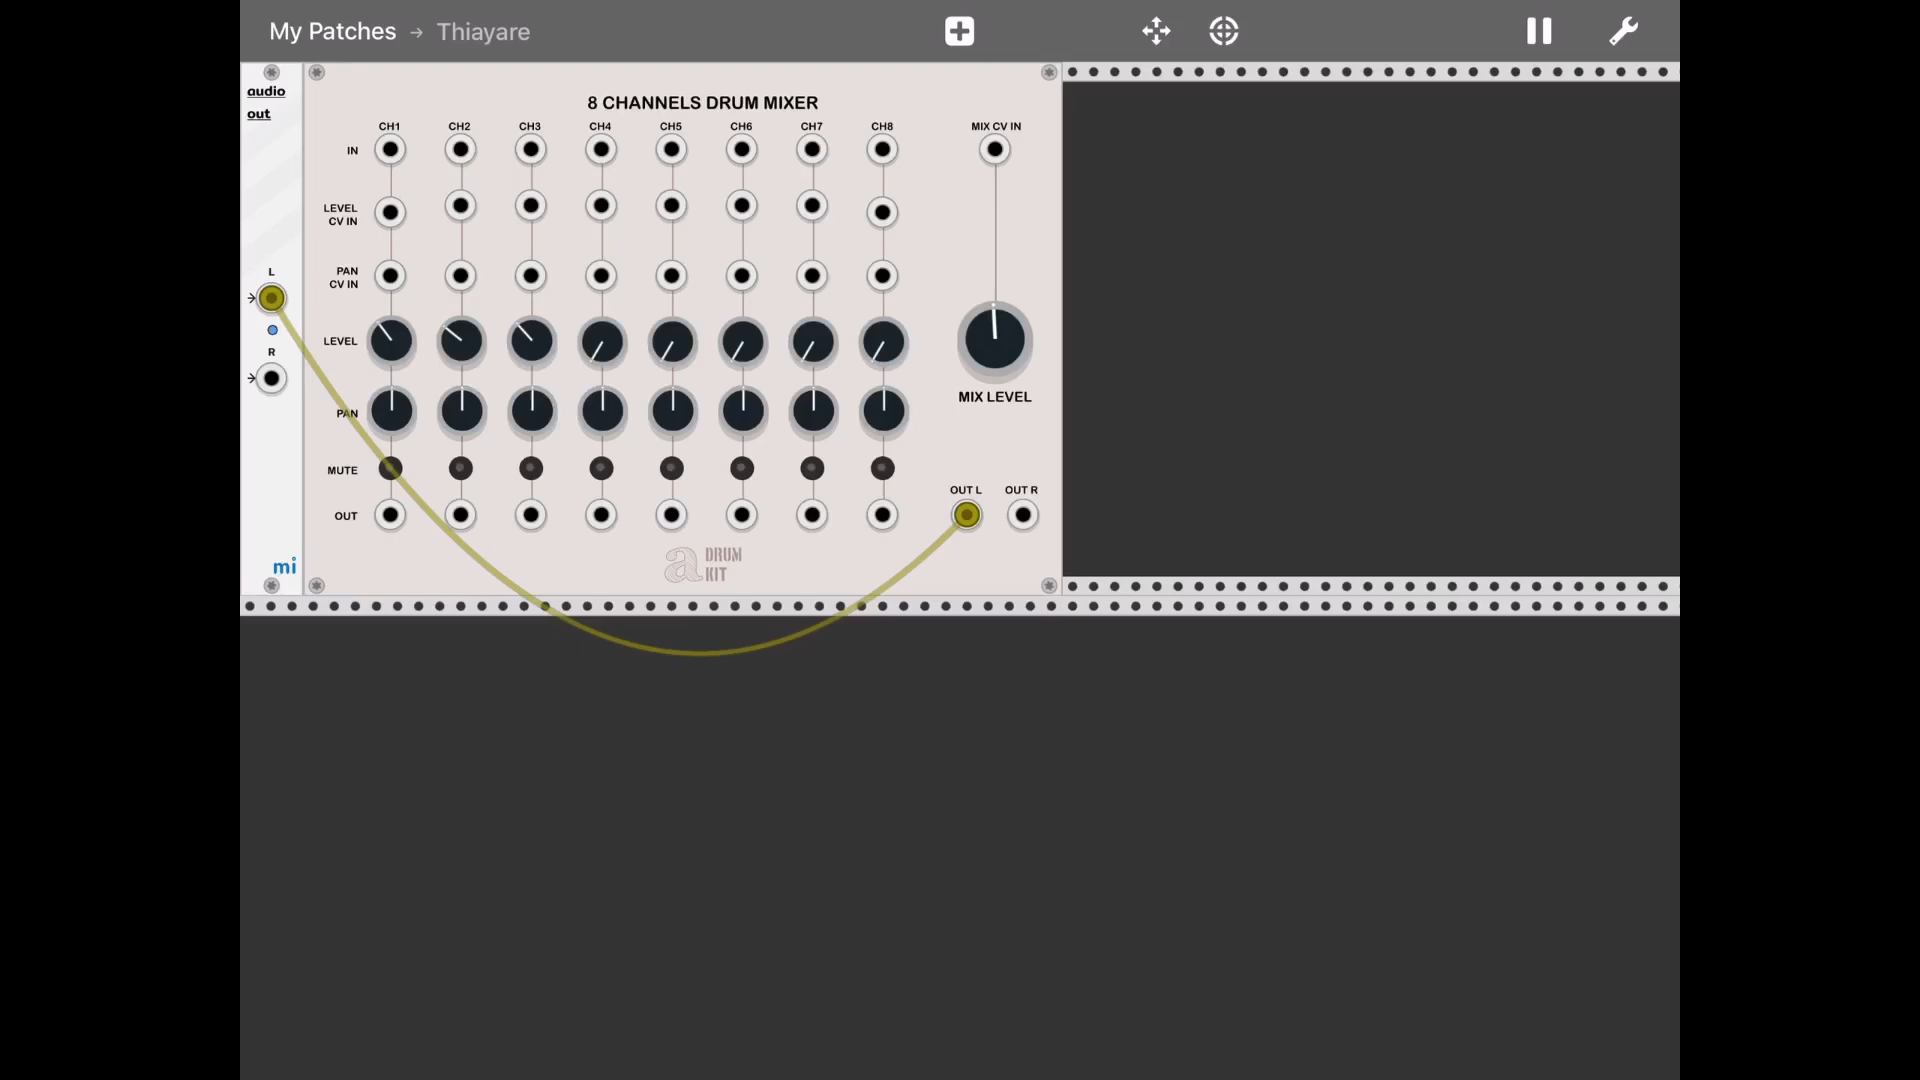 My Patches → Thiayare
audio
out
8 CHANNELS DRUM MIXER
CH1 CH2 CH3 CH4 CH5 CH6 CH7 CH8 MIX CV IN
IN
LEVEL
CV IN
L
PAN
CV IN
LEVEL
R
MIX LEVEL
PAN
MUTE
OUT L OUT R
OUT
a DRUM
KIT
mi